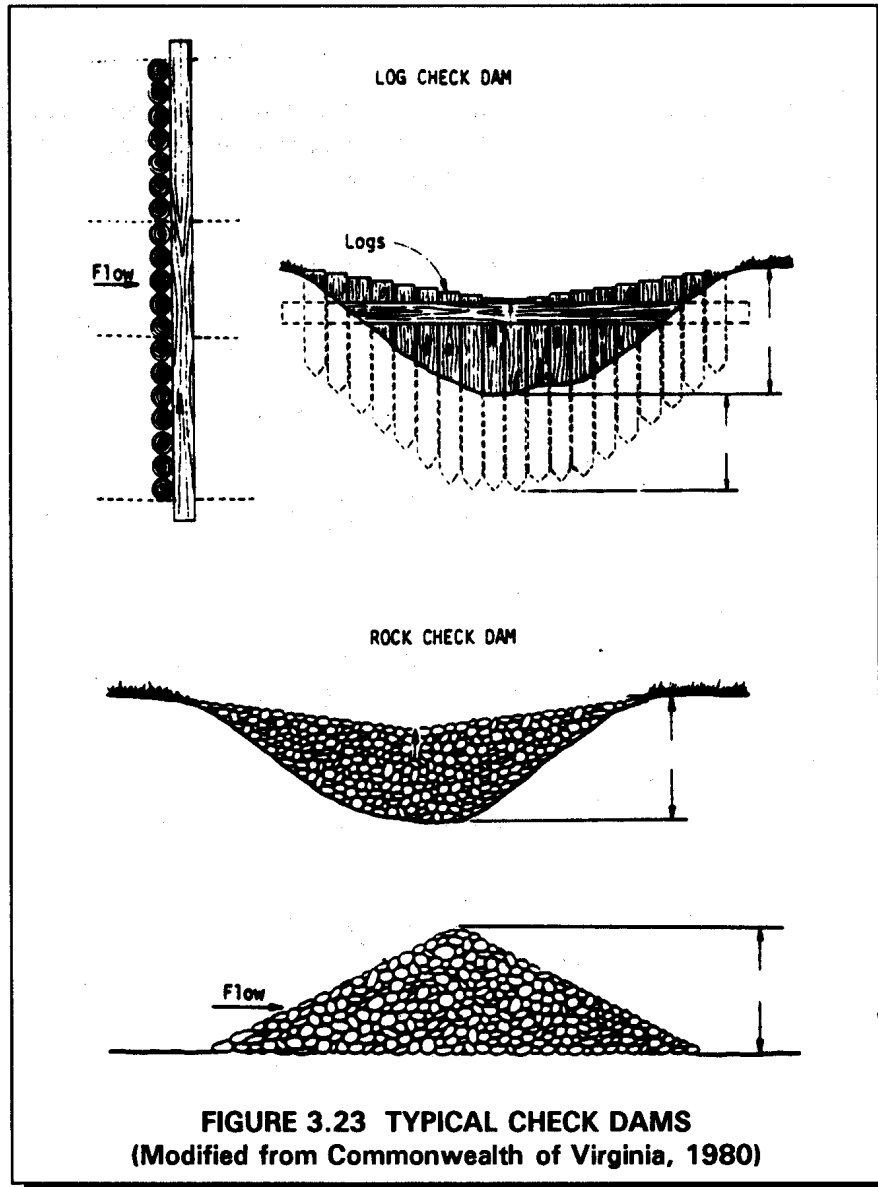 LOG CHECK DAM
Logs
Flow
ROCK CHECK DAM
Flow
FIGURE 3.23 TYPICAL CHECK DAMS
(Modified from Commonwealth of Virginia, 1980)